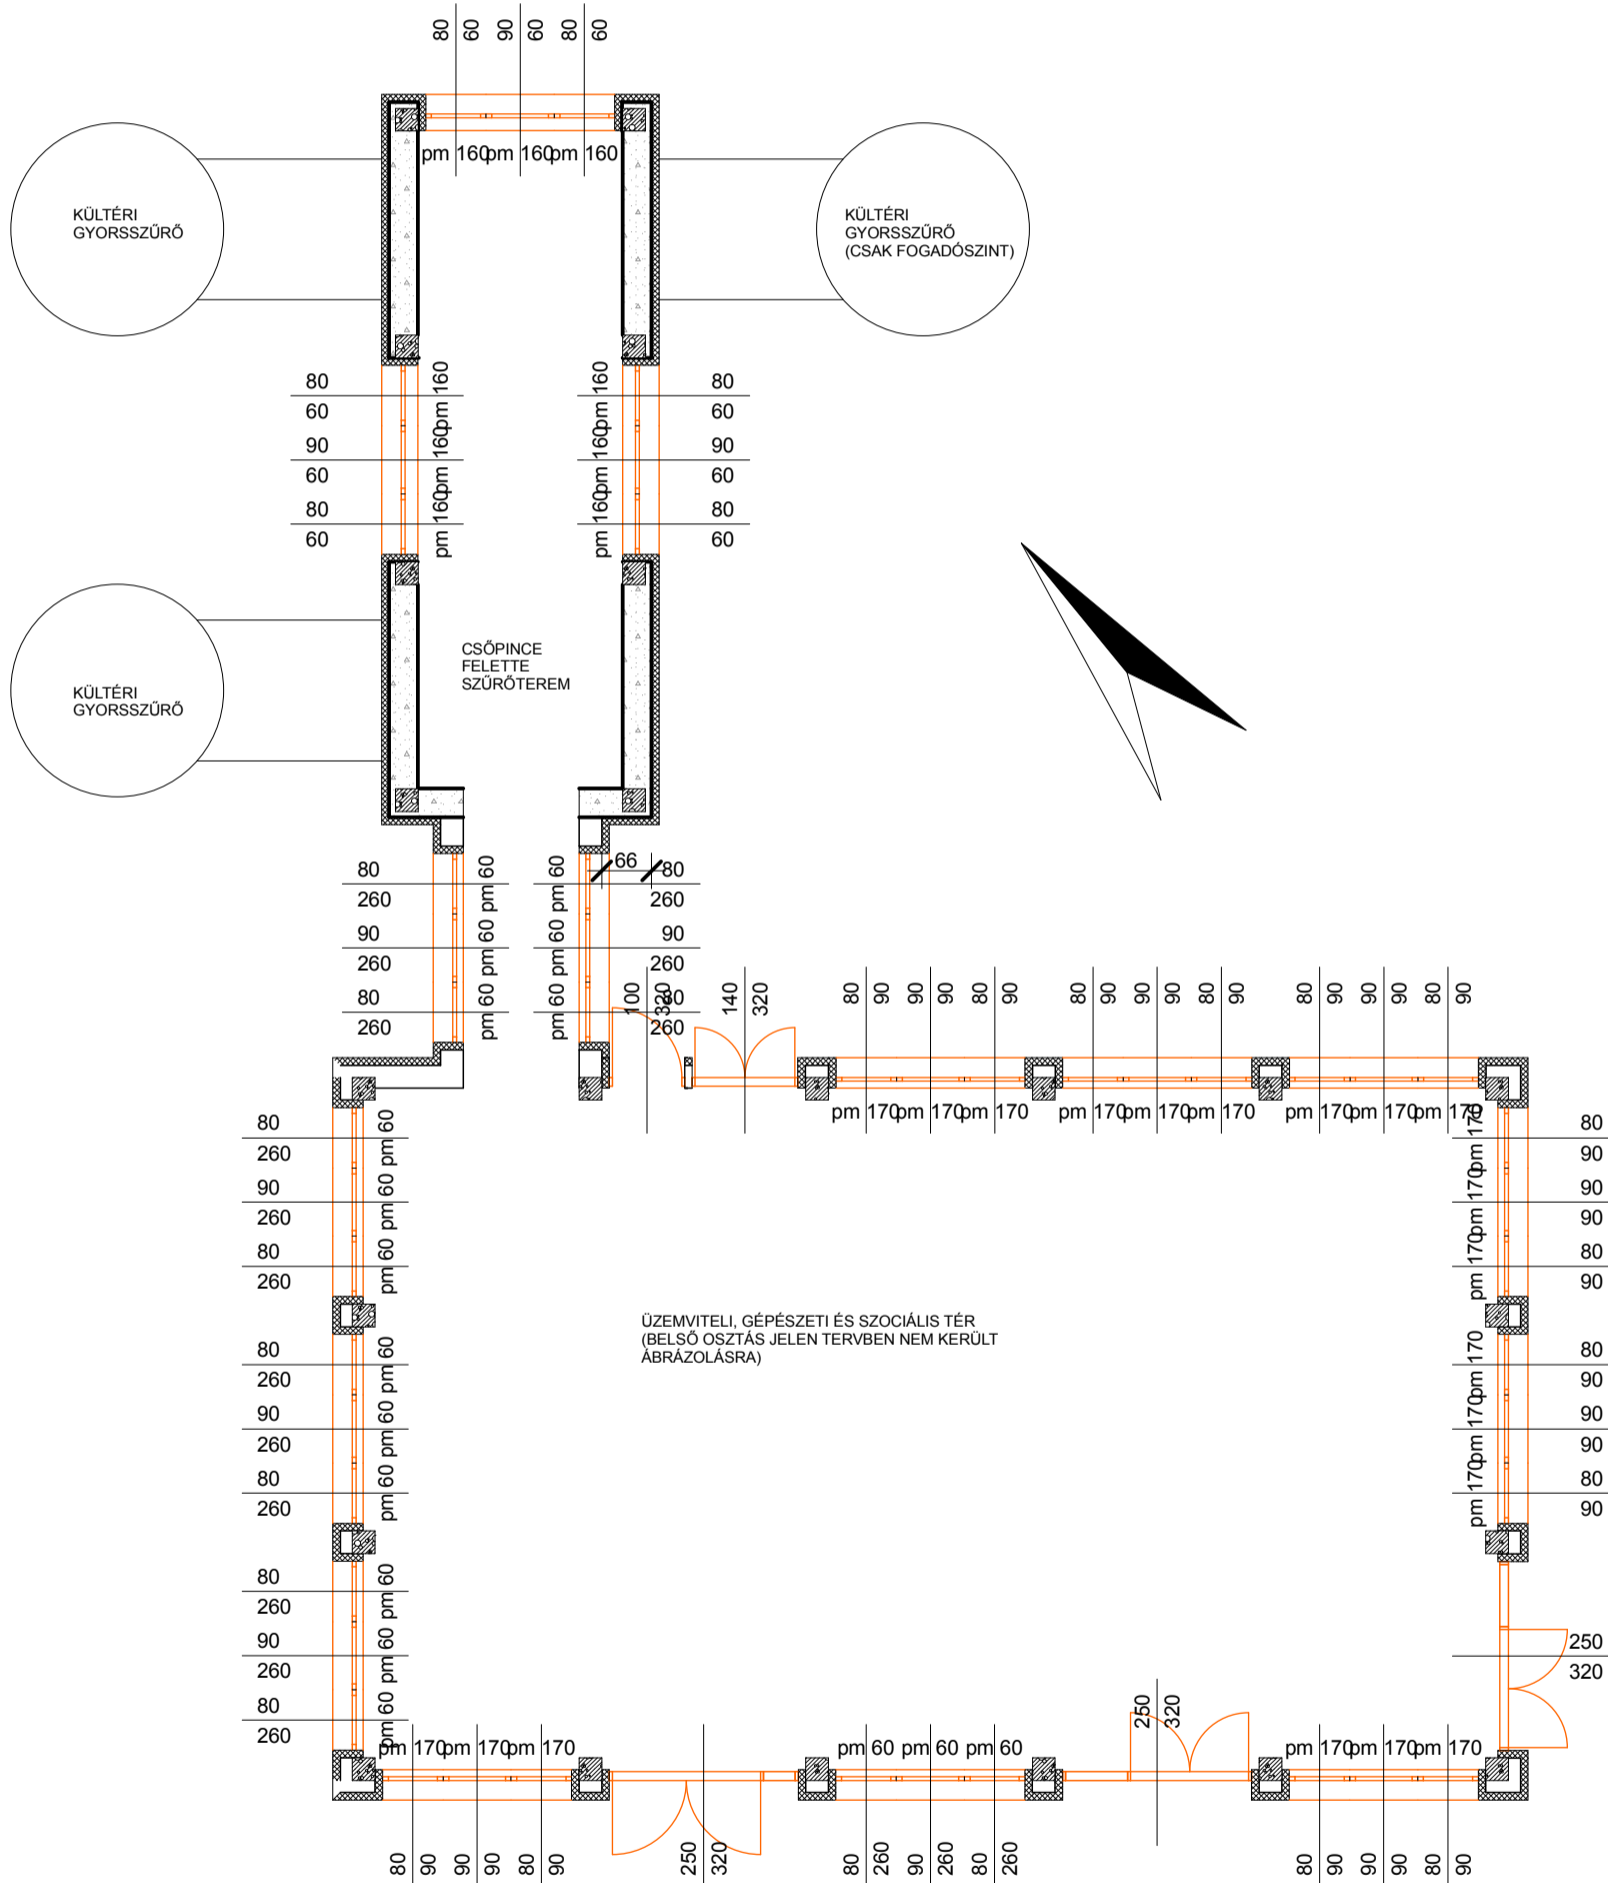 80 60 90 60 80 60
pm 160 pm 160 pm 160
KÜLTÉRI
GYORSSZŰRŐ
KÜLTÉRI
GYORSSZŰRŐ
(CSAK FOGADÓSZINT)
80
60
90
60
80
60
pm 160 pm 160 pm 160
pm 160 pm 160 pm 160
80
60
90
60
80
60
CSŐPINCE
FELETTE
SZŰRŐTEREM
KÜLTÉRI
GYORSSZŰRŐ
80
260
90
260
80
260
pm 60 pm 60 pm 60
pm 60 pm 60 pm 60
66
80
260
90
260
80
260
100 320
140 320
80 90 90 90 80 90
80 90 90 90 80 90
80 90 90 90 80 90
pm 170 pm 170 pm 170
pm 170 pm 170 pm 170
pm 170 pm 170 pm 170
80
260
90
260
80
260
pm 60 pm 60 pm 60
pm 170 pm 170 pm 170
80
90
90
90
80
90
ÜZEMVITELI, GÉPÉSZETI ÉS SZOCIÁLIS TÉR
(BELSŐ OSZTÁS JELEN TERVBEN NEM KERÜLT
ÁBRÁZOLÁSRA)
80
260
90
260
80
260
pm 60 pm 60 pm 60
pm 170 pm 170 pm 170
80
90
90
90
80
90
80
260
90
260
80
260
pm 60 pm 60 pm 60
250
320
250 320
pm 170 pm 170 pm 170
pm 60 pm 60 pm 60
pm 170 pm 170 pm 170
80 90 90 90 80 90
250 320
80 260 90 260 80 260
80 90 90 90 80 90